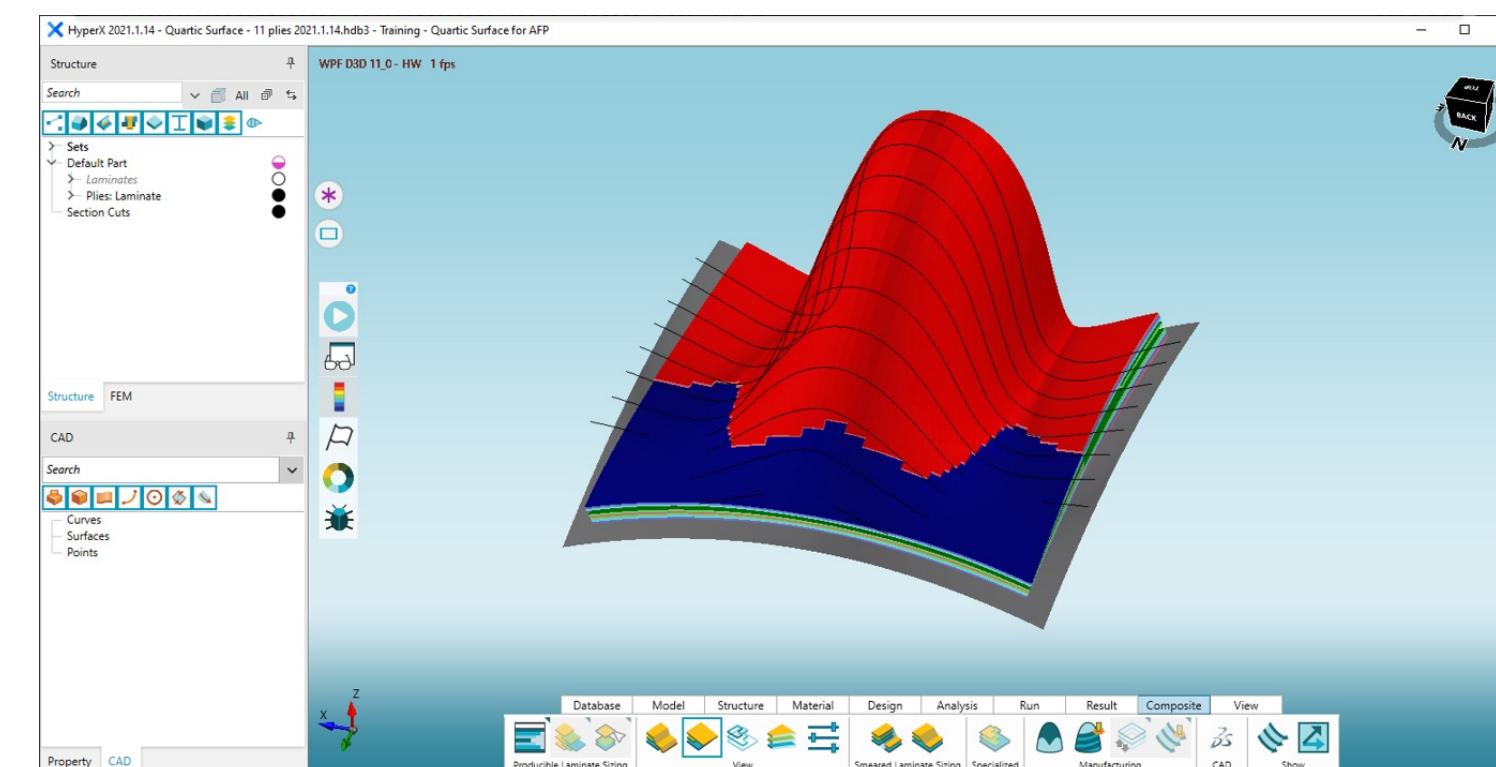 HyperX 2021.1.14 - Quartic Surface - 11 plies 2021.1.14.hdb3 - Training - Quartic Surface for AFP
Structure
WPF D3D 11_0 - HW 1 fps
Search
All
Sets
Default Part
Laminates
Plies: Laminate
Section Cuts
Structure FEM
CAD
Search
Curves
Surfaces
Points
Property CAD
TOP
BACK
N
Z
X
Database Model Structure Material Design Analysis Run Result Composite View
Producible Laminate Sizing View Smeared Laminate Sizing Specialized Manufacturing CAD Show